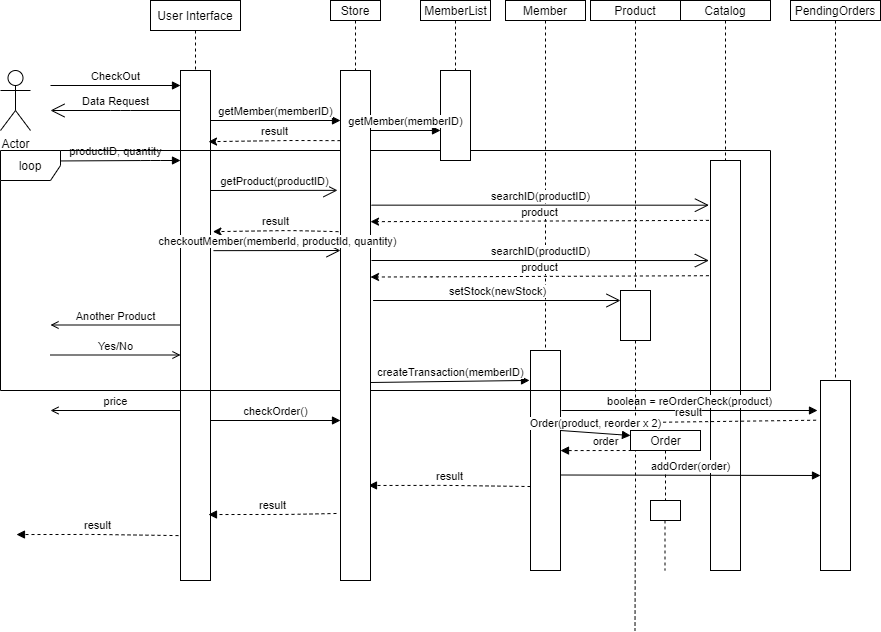 User Interface
Store
MemberList
Member
Product
Catalog
PendingOrders
CheckOut
Data Request
getMember(memberID)
getMember(memberID)
result
Actor
loop
productID, quantity
getProduct(productID)
searchID(productID)
product
result
checkoutMember(memberId, productId, quantity)
searchID(productID)
product
setStock(newStock)
Another Product
Yes/No
createTransaction(memberID)
price
checkOrder()
boolean = reOrderCheck(product)
result
Order(product, reorder x 2)
order
Order
addOrder(order)
result
result
result